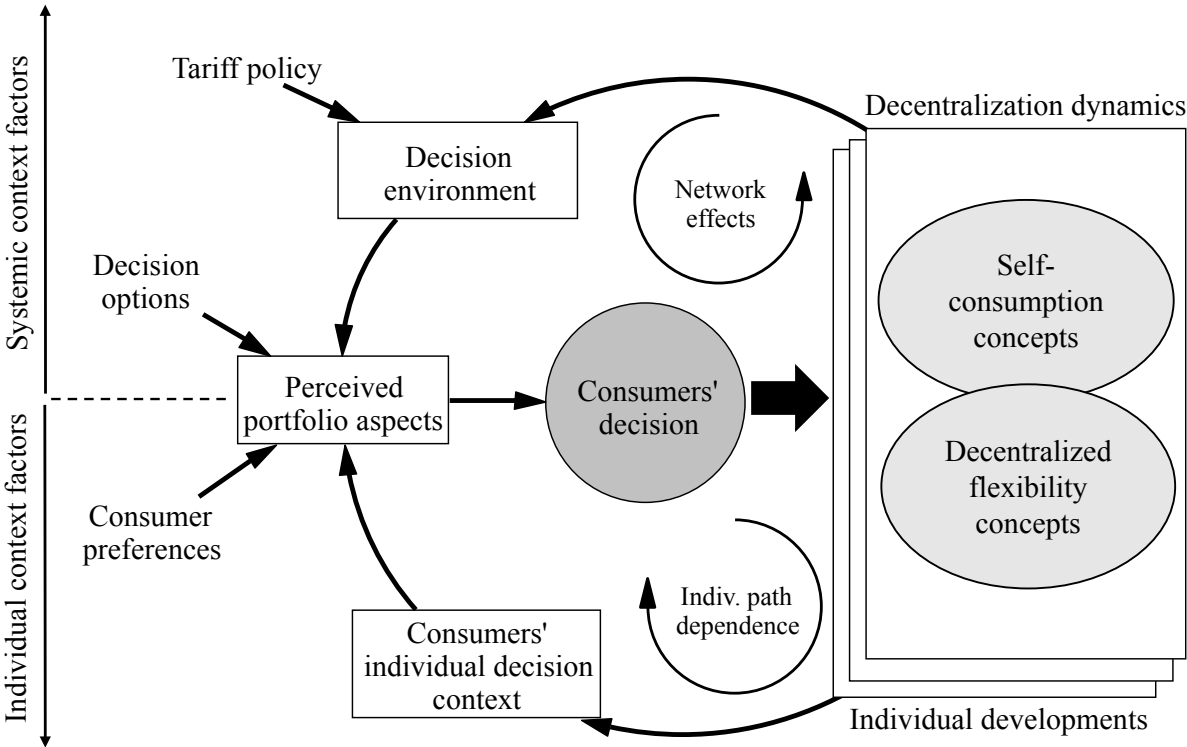 Systemic context factors
Individual context factors
Tariff policy
Decision
environment
Decision
options
Perceived
portfolio aspects
Consumer
preferences
Consumers'
individual decision
context
Consumers'
decision
Network
effects
Indiv. path
dependence
Decentralization dynamics
Self-
consumption
concepts
Decentralized
flexibility
concepts
Individual developments